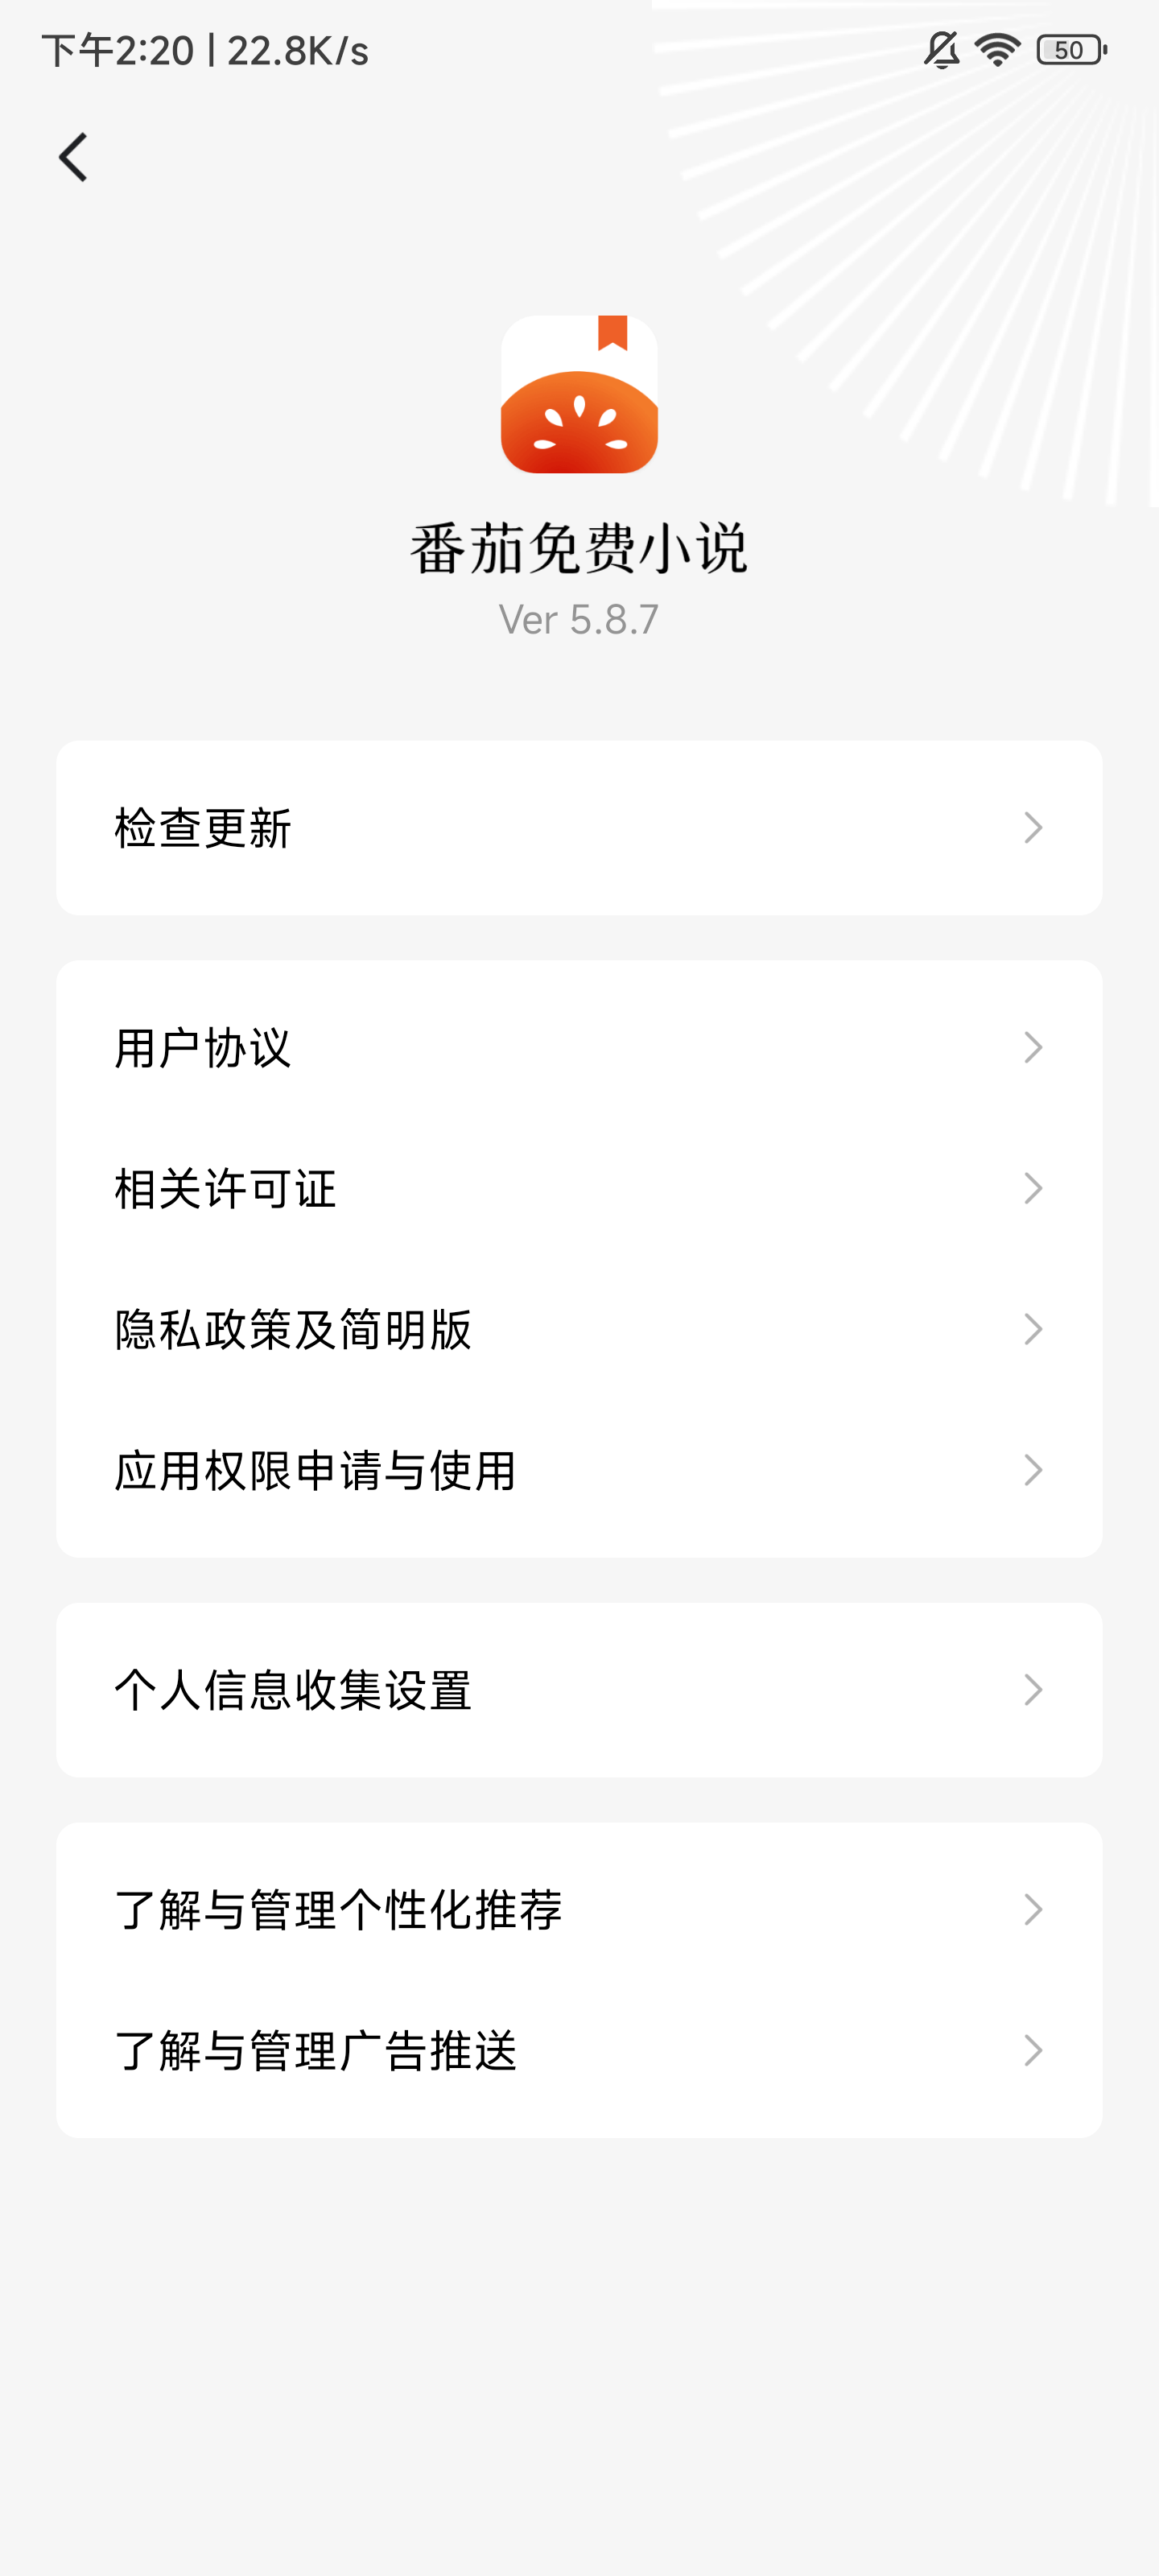 下午2:20 | 22.8K/s
50
番茄免费小说
Ver 5.8.7
检查更新
用户协议
相关许可证
隐私政策及简明版
应用权限申请与使用
个人信息收集设置
了解与管理个性化推荐
了解与管理广告推送